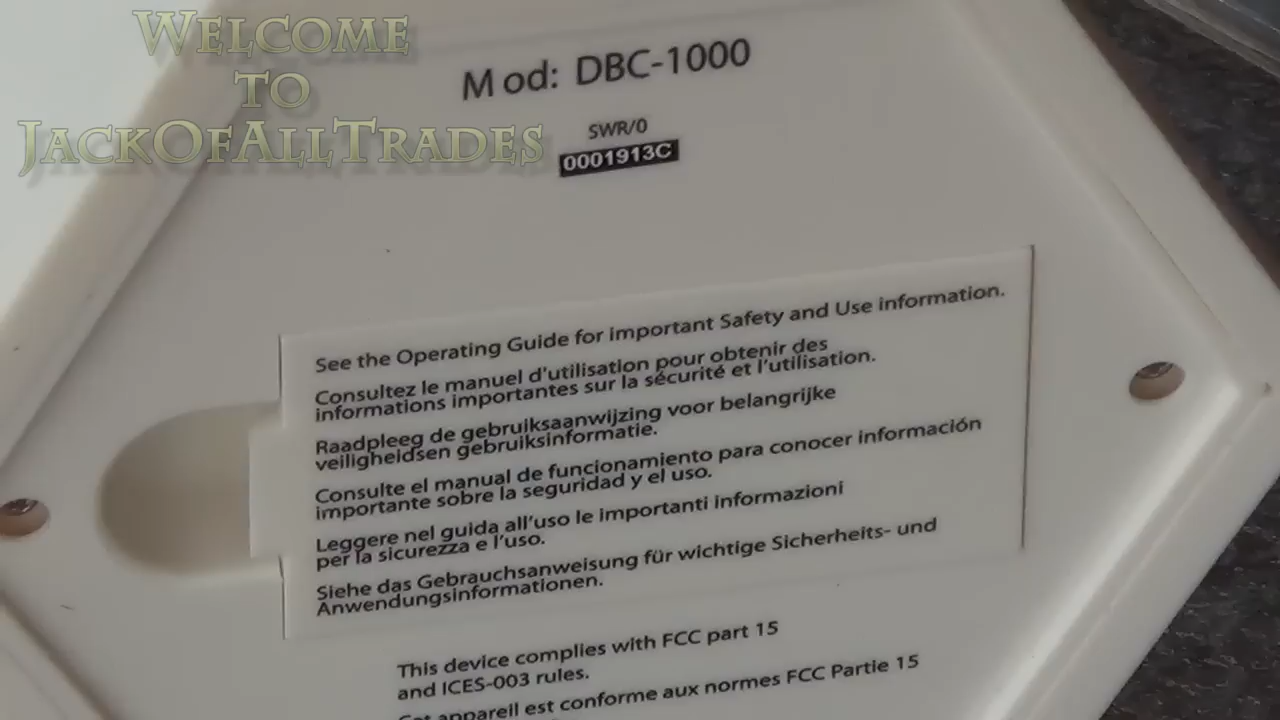 WELCOME
TO
JACKOFALLTRADES
Mod: DBC-1000
SWR/0
0001913C
See the Operating Guide for important Safety and Use information.
Consultez le manuel d'utilisation pour obtenir des
informations importantes sur la sécurité et l'utilisation.
Raadpleeg de gebruiksaanwijzing voor belangrijke
veiligheidsen gebruiksinformatie.
Consulte el manual de funcionamiento para conocer información
importante sobre la seguridad y el uso.
Leggere nel guida all'uso le importanti informazioni
per la sicurezza e l'uso.
Siehe das Gebrauchsanweisung für wichtige Sicherheits- und
Anwendungsinformationen.
This device complies with FCC part 15
and ICES-003 rules.
Cet appareil est conforme aux normes FCC Partie 15